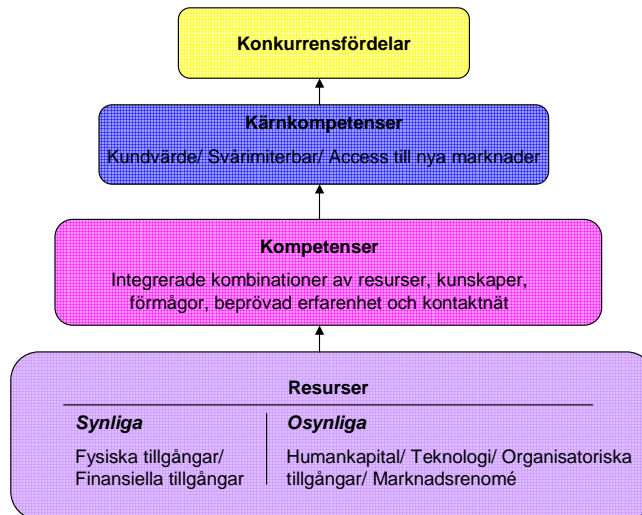 Konkurrensfördelar
Kärnkompetenser
Kundvärde/ Svårimiterbar/ Access till nya marknader
Kompetenser
Integrerade kombinationer av resurser, kunskaper,
förmågor, beprövad erfarenhet och kontaktnät
Resurser
Synliga
Fysiska tillgångar/
Finansiella tillgångar
Osynliga
Humankapital/ Teknologi/ Organisatoriska
tillgångar/ Marknadsrenomé